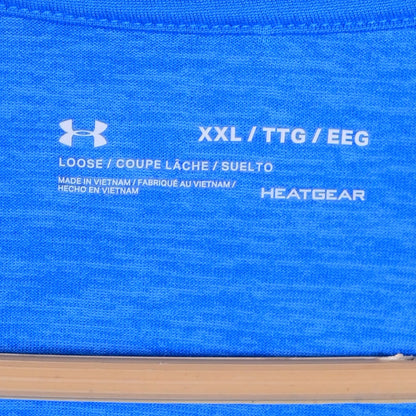 XXL / TTG / EEG
LOOSE / COUPE LÂCHE / SUELTO
MADE IN VIETNAM / FABRIQUÉ AU VIETNAM /
HECHO EN VIETNAM
HEATGEAR